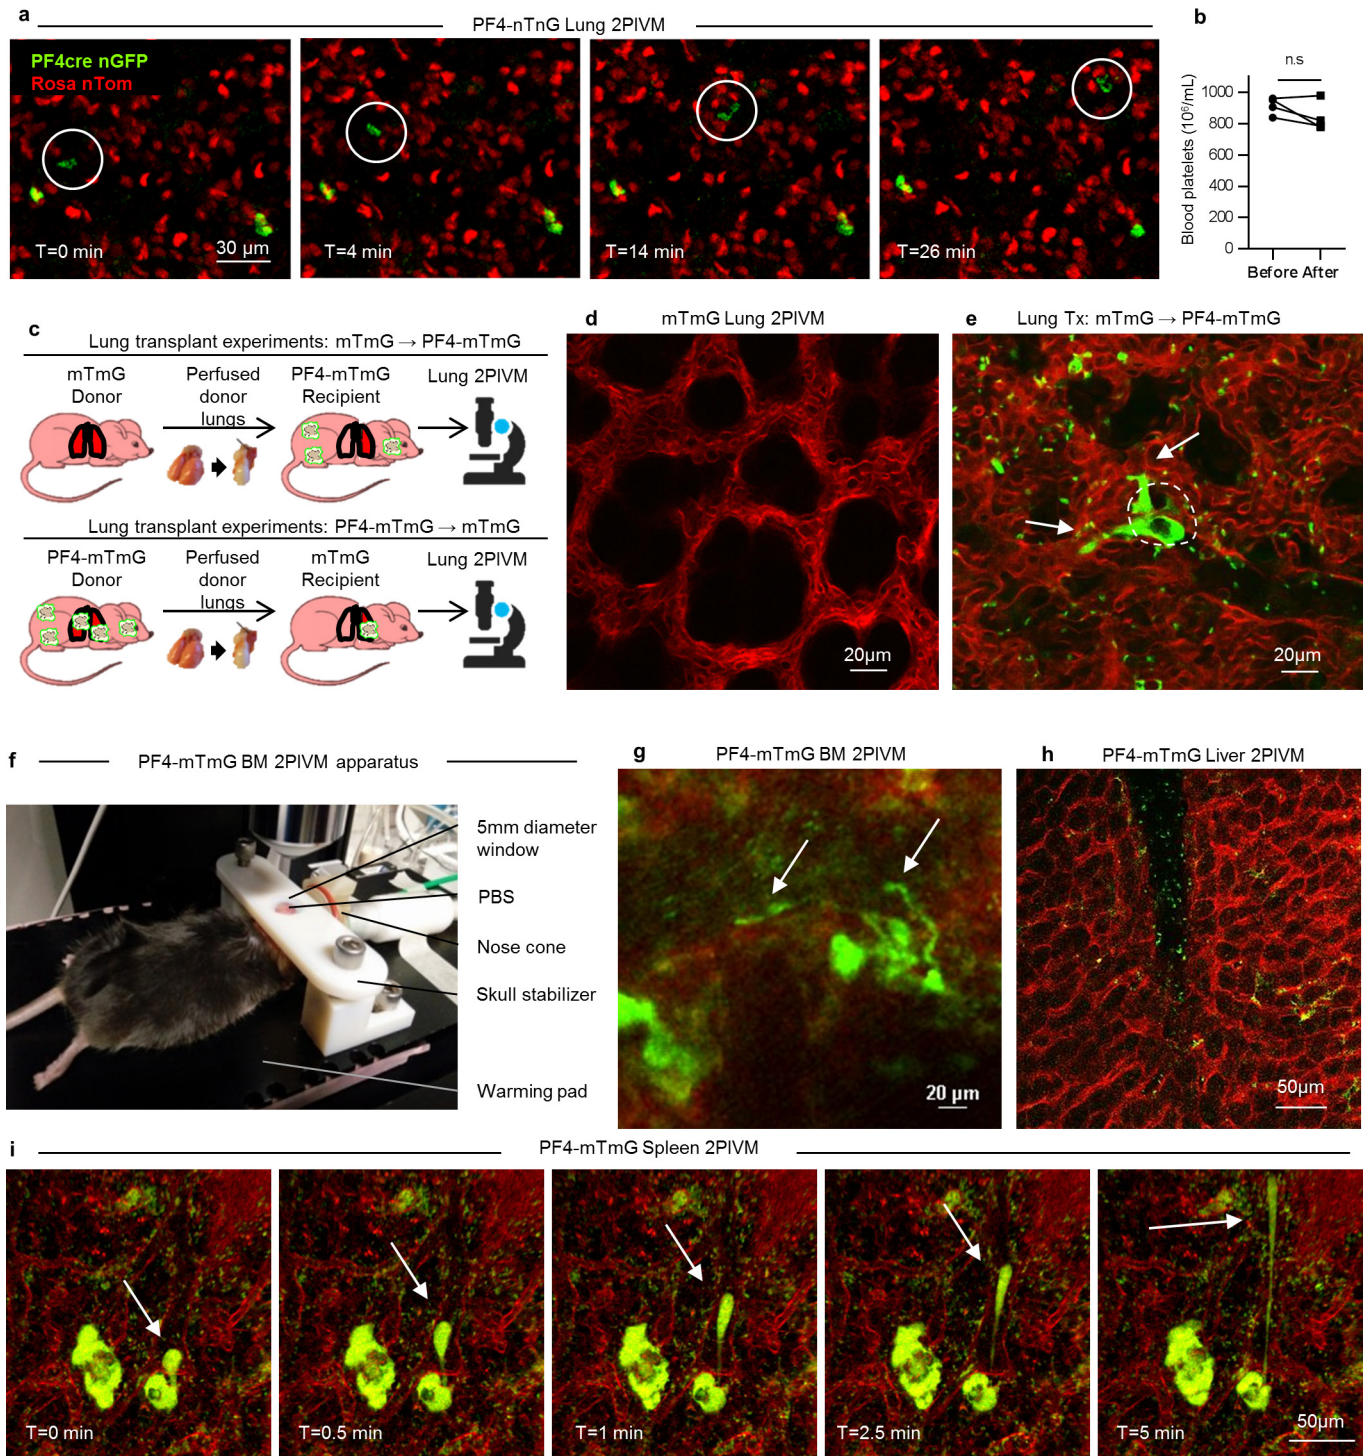 a
PF4-nTnG Lung 2PIVM
PF4cre nGFP
Rosa nTom
T=0 min
30 µm
T=4 min
T=14 min
T=26 min
b
n.s
Blood platelets (10⁶/mL)
1000
800
600
400
200
0
Before After
c
Lung transplant experiments: mTmG → PF4-mTmG
mTmG
Donor
Perfused
donor
lungs
PF4-mTmG
Recipient
Lung 2PIVM
Lung transplant experiments: PF4-mTmG → mTmG
PF4-mTmG
Donor
Perfused
donor
lungs
mTmG
Recipient
Lung 2PIVM
d
mTmG Lung 2PIVM
20µm
e
Lung Tx: mTmG → PF4-mTmG
20µm
f
PF4-mTmG BM 2PIVM apparatus
5mm diameter
window
PBS
Nose cone
Skull stabilizer
Warming pad
g
PF4-mTmG BM 2PIVM
20 µm
h
PF4-mTmG Liver 2PIVM
50µm
i
PF4-mTmG Spleen 2PIVM
T=0 min
T=0.5 min
T=1 min
T=2.5 min
T=5 min
50µm